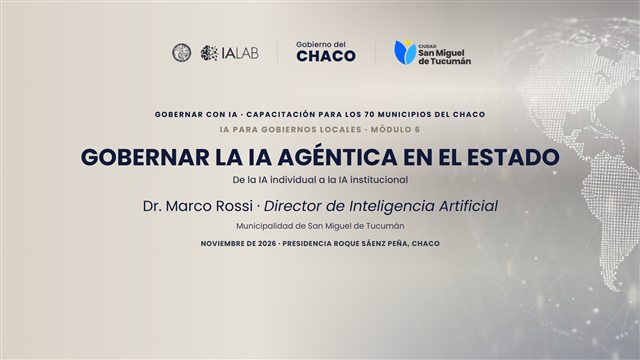 IALAB
Gobierno del
CHACO
CIUDAD
San Miguel
de Tucumán
GOBERNAR CON IA · CAPACITACIÓN PARA LOS 70 MUNICIPIOS DEL CHACO
IA PARA GOBIERNOS LOCALES · MÓDULO 6
GOBERNAR LA IA AGÉNTICA EN EL ESTADO
De la IA individual a la IA institucional
Dr. Marco Rossi · Director de Inteligencia Artificial
Municipalidad de San Miguel de Tucumán
NOVIEMBRE DE 2026 · PRESIDENCIA ROQUE SÁENZ PEÑA, CHACO